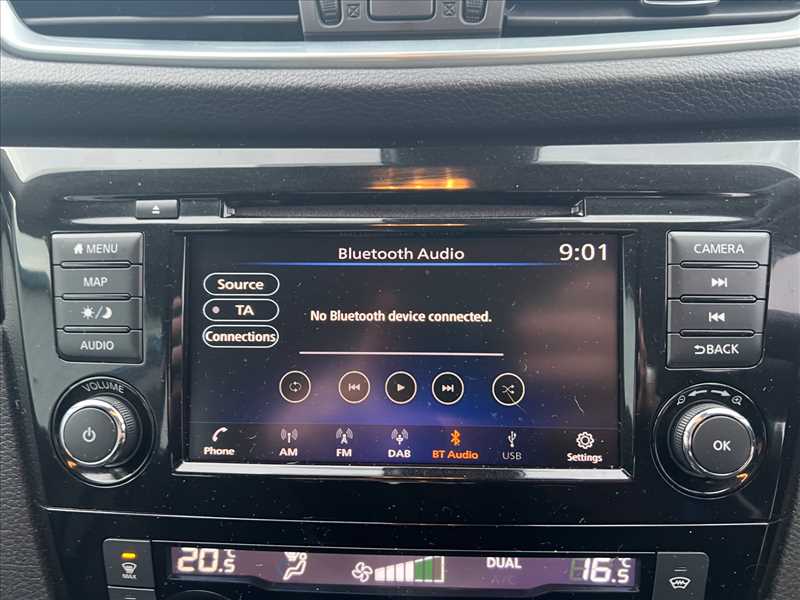 MENU
MAP
AUDIO
VOLUME
Bluetooth Audio
9:01
Source
TA
Connections
No Bluetooth device connected.
Phone
AM
FM
DAB
BT Audio
USB
Settings
CAMERA
BACK
OK
MAX
20.5°C
DUAL
A/C
16.5